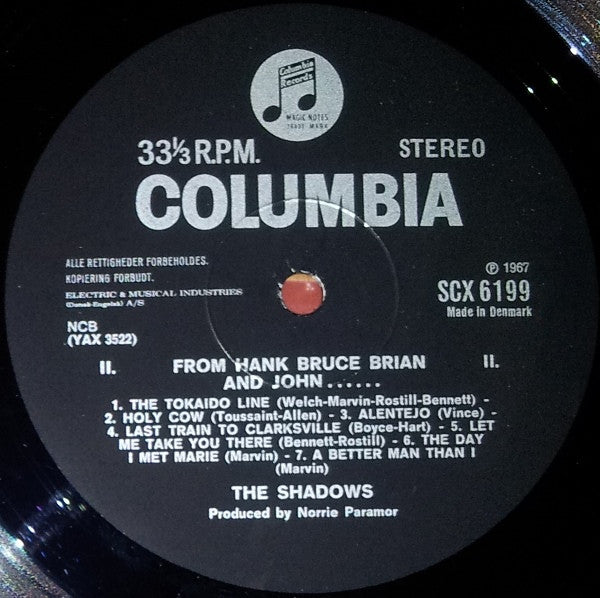 Columbia
Records
MAGIC NOTES
TRADE MARK
33⅓ R.P.M.
STEREO
COLUMBIA
ALLE RETTIGHEDER FORBEHOLDES.
KOPIERING FORBUDT.
ELECTRIC & MUSICAL INDUSTRIES
(Dansk-Engelsk) A/S
℗ 1967
SCX 6199
Made in Denmark
NCB
(YAX 3522)
II. FROM HANK BRUCE BRIAN II.
AND JOHN......
1. THE TOKAIDO LINE (Welch-Marvin-Rostill-Bennett) -
2. HOLY COW (Toussaint-Allen) - 3. ALENTEJO (Vince) -
4. LAST TRAIN TO CLARKSVILLE (Boyce-Hart) - 5. LET
ME TAKE YOU THERE (Bennett-Rostill) - 6. THE DAY
I MET MARIE (Marvin) - 7. A BETTER MAN THAN I
(Marvin)
THE SHADOWS
Produced by Norrie Paramor